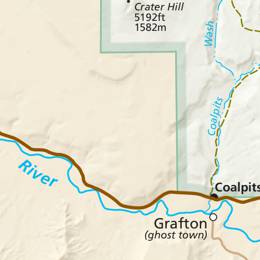 Crater Hill
5192ft
1582m
Wash
Coalpits
River
Coalpits
Grafton
(ghost town)